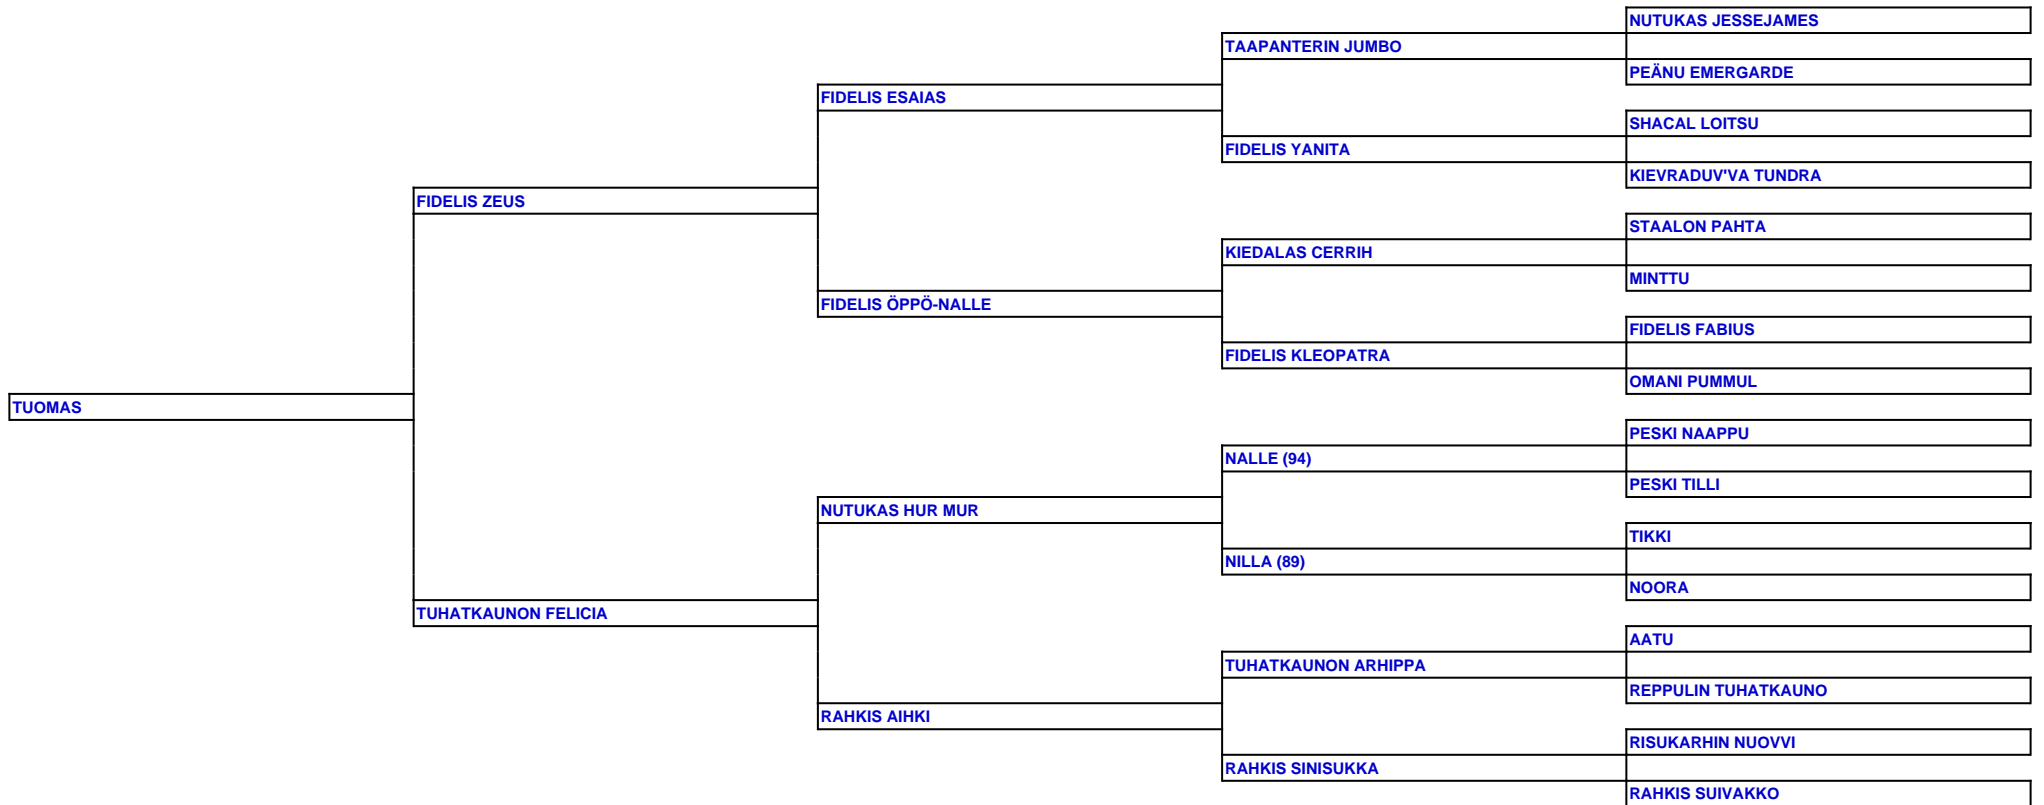 NUTUKAS JESSEJAMES
TAAPANTERIN JUMBO
PEÄNU EMERGARDE
FIDELIS ESAIAS
SHACAL LOITSU
FIDELIS YANITA
KIEVRADUV'VA TUNDRA
FIDELIS ZEUS
STAALON PAHTA
KIEDALAS CERRIH
MINTTU
FIDELIS ÖPPÖ-NALLE
FIDELIS FABIUS
FIDELIS KLEOPATRA
OMANI PUMMUL
TUOMAS
PESKI NAAPPU
NALLE (94)
PESKI TILLI
NUTUKAS HUR MUR
TIKKI
NILLA (89)
NOORA
TUHATKAUNON FELICIA
AATU
TUHATKAUNON ARHIPPA
REPPULIN TUHATKAUNO
RAHKIS AIHKI
RISUKARHIN NUOVVI
RAHKIS SINISUKKA
RAHKIS SUIVAKKO